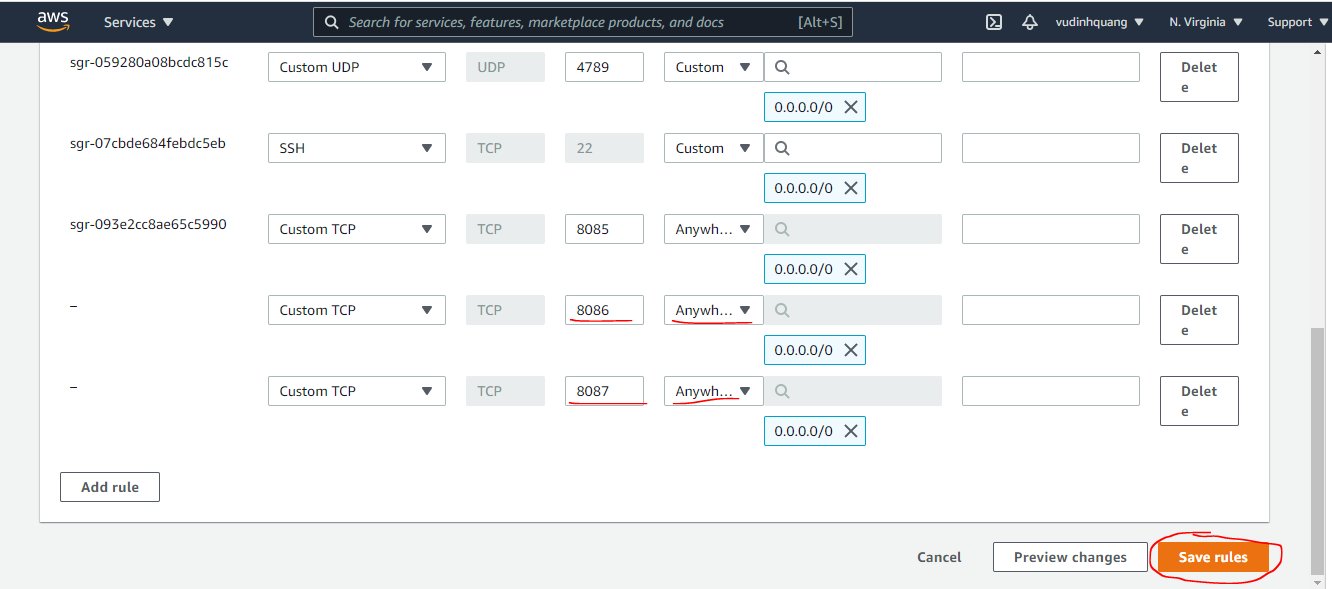 aws Services Search for services, features, marketplace products, and docs [Alt+S] vudinhquang N. Virginia Support
sgr-059280a08bcdc815c Custom UDP UDP 4789 Custom Delet
e
0.0.0.0/0
sgr-07cbde684febdc5eb SSH TCP 22 Custom Delet
e
0.0.0.0/0
sgr-093e2cc8ae65c5990 Custom TCP TCP 8085 Anywh... Delet
e
0.0.0.0/0
– Custom TCP TCP 8086 Anywh... Delet
e
0.0.0.0/0
– Custom TCP TCP 8087 Anywh... Delet
e
0.0.0.0/0
Add rule
Cancel Preview changes Save rules